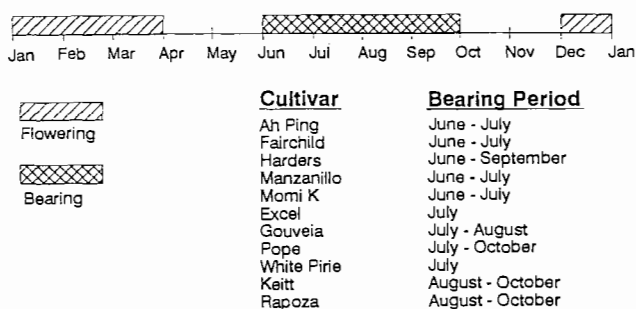 Jan Feb Mar Apr May Jun Jul Aug Sep Oct Nov Dec Jan
Flowering
Bearing
Cultivar Bearing Period
Ah Ping June - July
Fairchild June - July
Harders June - September
Manzanillo June - July
Momi K June - July
Excel July
Gouveia July - August
Pope July - October
White Pirie July
Keitt August - October
Rapoza August - October